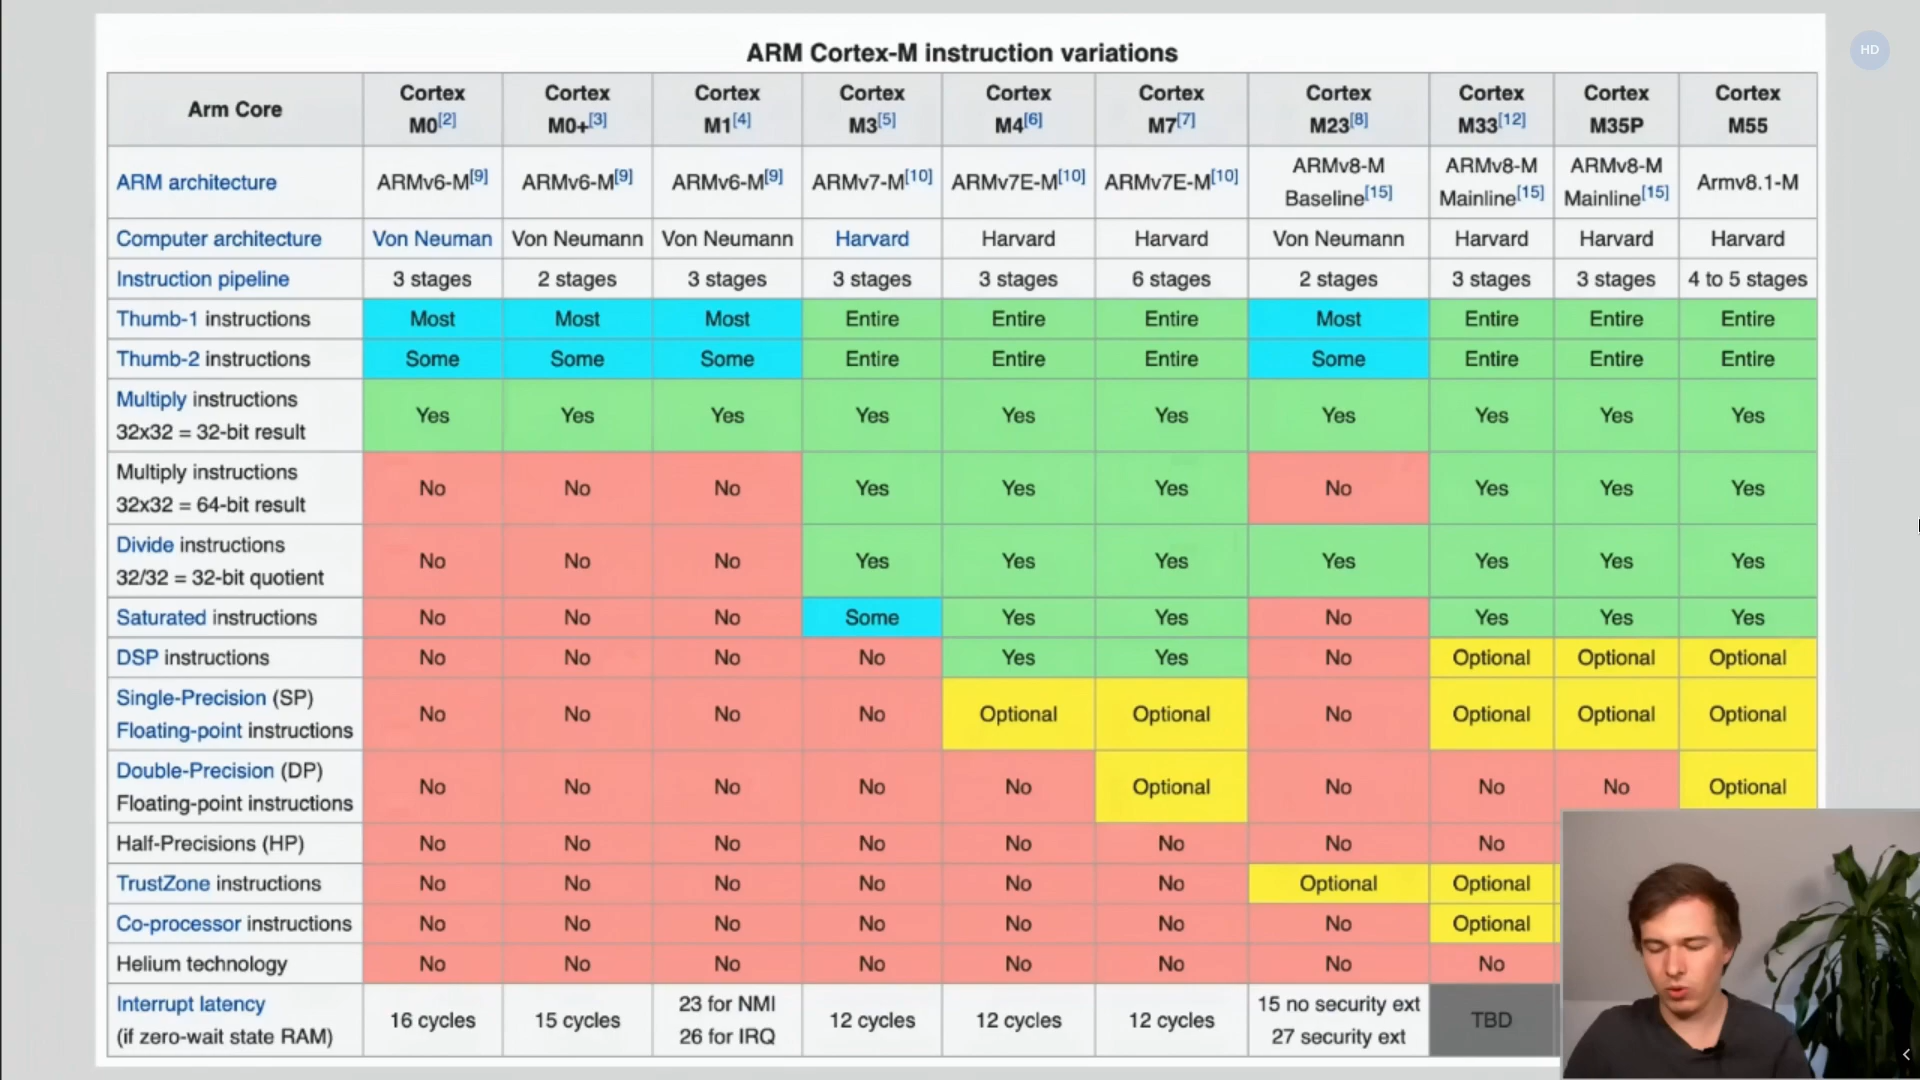 HD
ARM Cortex-M instruction variations
Arm Core Cortex M0[2] Cortex M0+[3] Cortex M1[4] Cortex M3[5] Cortex M4[6] Cortex M7[7] Cortex M23[8] Cortex M33[12] Cortex M35P Cortex M55
ARM architecture ARMv6-M[9] ARMv6-M[9] ARMv6-M[9] ARMv7-M[10] ARMv7E-M[10] ARMv7E-M[10] ARMv8-M Baseline[15] ARMv8-M Mainline[15] ARMv8-M Mainline[15] Armv8.1-M
Computer architecture Von Neuman Von Neumann Von Neumann Harvard Harvard Harvard Von Neumann Harvard Harvard Harvard
Instruction pipeline 3 stages 2 stages 3 stages 3 stages 3 stages 6 stages 2 stages 3 stages 3 stages 4 to 5 stages
Thumb-1 instructions Most Most Most Entire Entire Entire Most Entire Entire Entire
Thumb-2 instructions Some Some Some Entire Entire Entire Some Entire Entire Entire
Multiply instructions 32x32 = 32-bit result Yes Yes Yes Yes Yes Yes Yes Yes Yes Yes
Multiply instructions 32x32 = 64-bit result No No No Yes Yes Yes No Yes Yes Yes
Divide instructions 32/32 = 32-bit quotient No No No Yes Yes Yes Yes Yes Yes Yes
Saturated instructions No No No Some Yes Yes No Yes Yes Yes
DSP instructions No No No No Yes Yes No Optional Optional Optional
Single-Precision (SP) Floating-point instructions No No No No Optional Optional No Optional Optional Optional
Double-Precision (DP) Floating-point instructions No No No No No Optional No No No Optional
Half-Precisions (HP) No No No No No No No No
TrustZone instructions No No No No No No Optional Optional
Co-processor instructions No No No No No No No Optional
Helium technology No No No No No No No No
Interrupt latency (if zero-wait state RAM) 16 cycles 15 cycles 23 for NMI 26 for IRQ 12 cycles 12 cycles 12 cycles 15 no security ext 27 security ext TBD